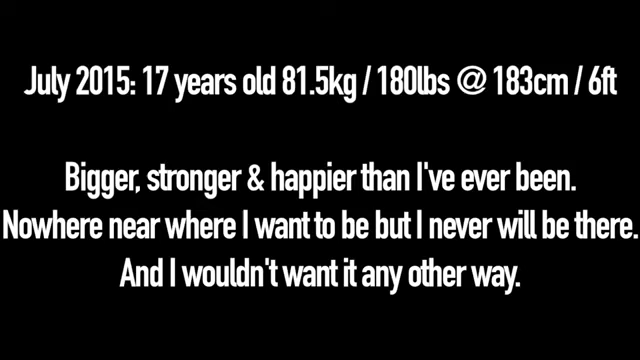 July 2015: 17 years old 81.5kg / 180lbs @ 183cm / 6ft
Bigger, stronger & happier than I've ever been.
Nowhere near where I want to be but I never will be there.
And I wouldn't want it any other way.